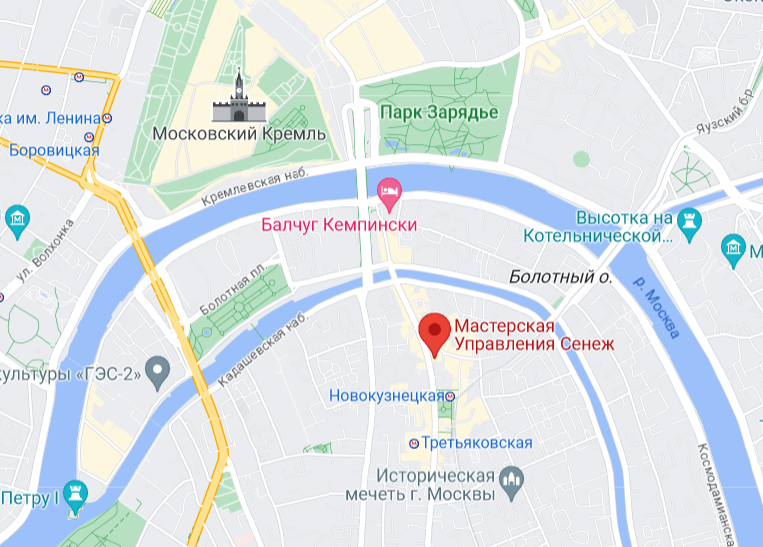 ка им. Ленина
Боровицкая
Московский Кремль
Парк Зарядье
Яузский б-р
Кремлевская наб.
Балчуг Кемпински
Высотка на
Котельнической...
М
ул. Волхонка
Болотная пл.
Болотный о.
р. Москва
Кадашевская наб.
Мастерская
Управления Сенеж
культуры «ГЭС-2»
Новокузнецкая
Третьяковская
Историческая
мечеть г. Москвы
Космодамианская
Петру I